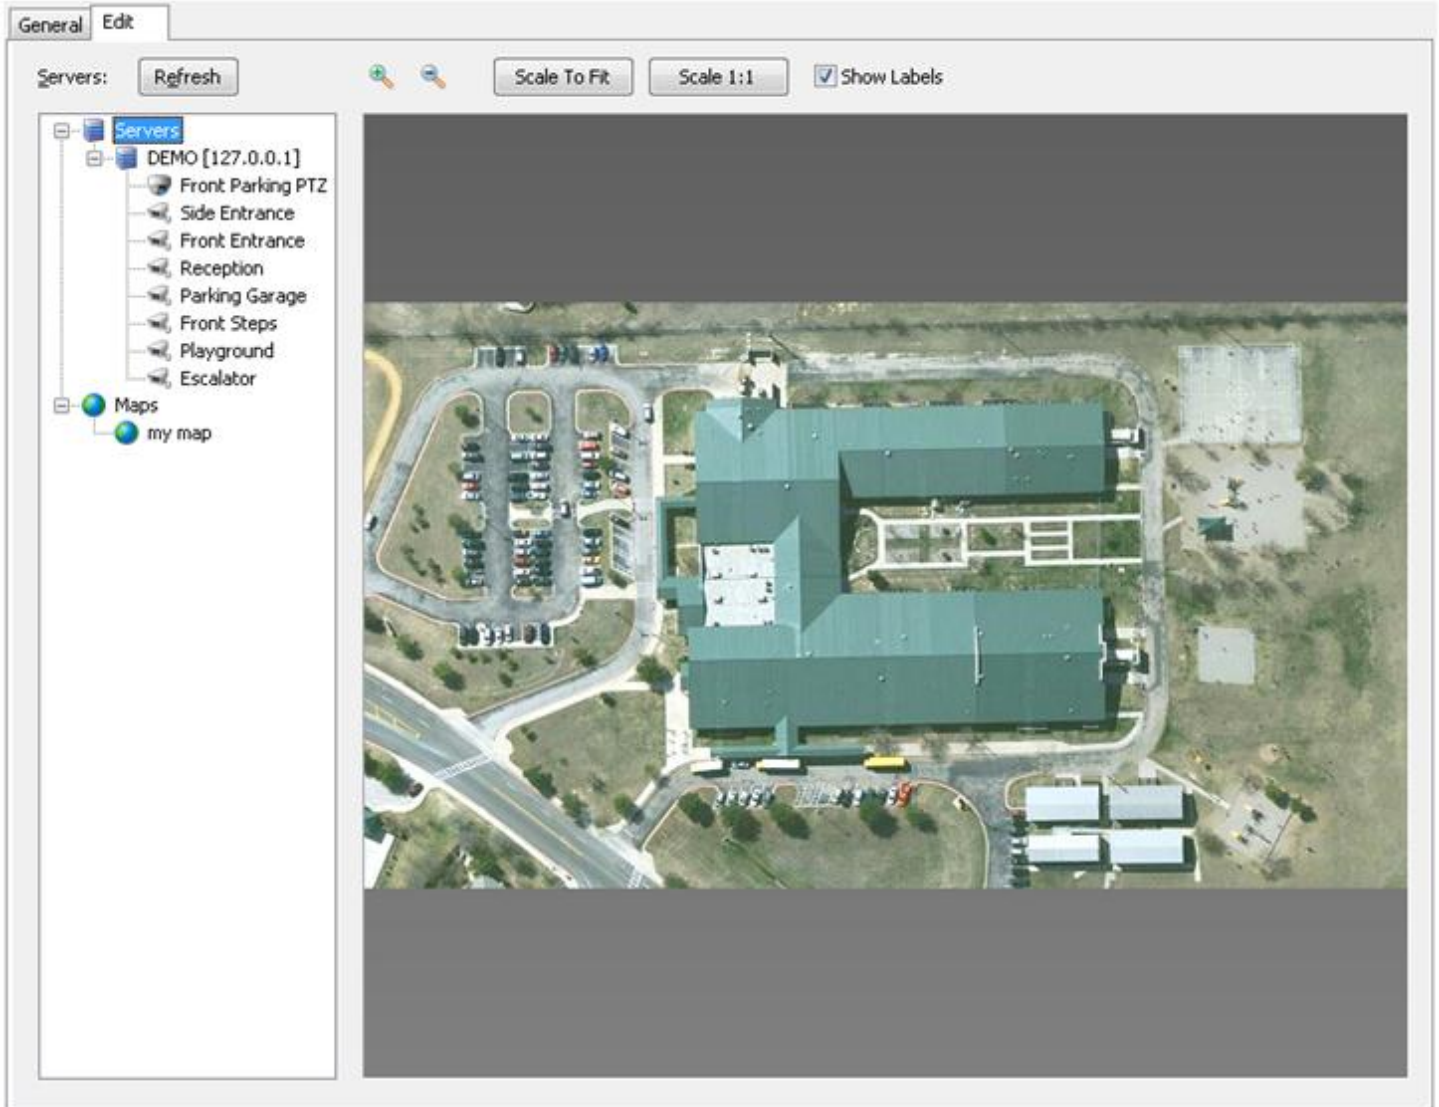 General Edit
Servers: Refresh Scale To Fit Scale 1:1 Show Labels
Servers
DEMO [127.0.0.1]
Front Parking PTZ
Side Entrance
Front Entrance
Reception
Parking Garage
Front Steps
Playground
Escalator
Maps
my map